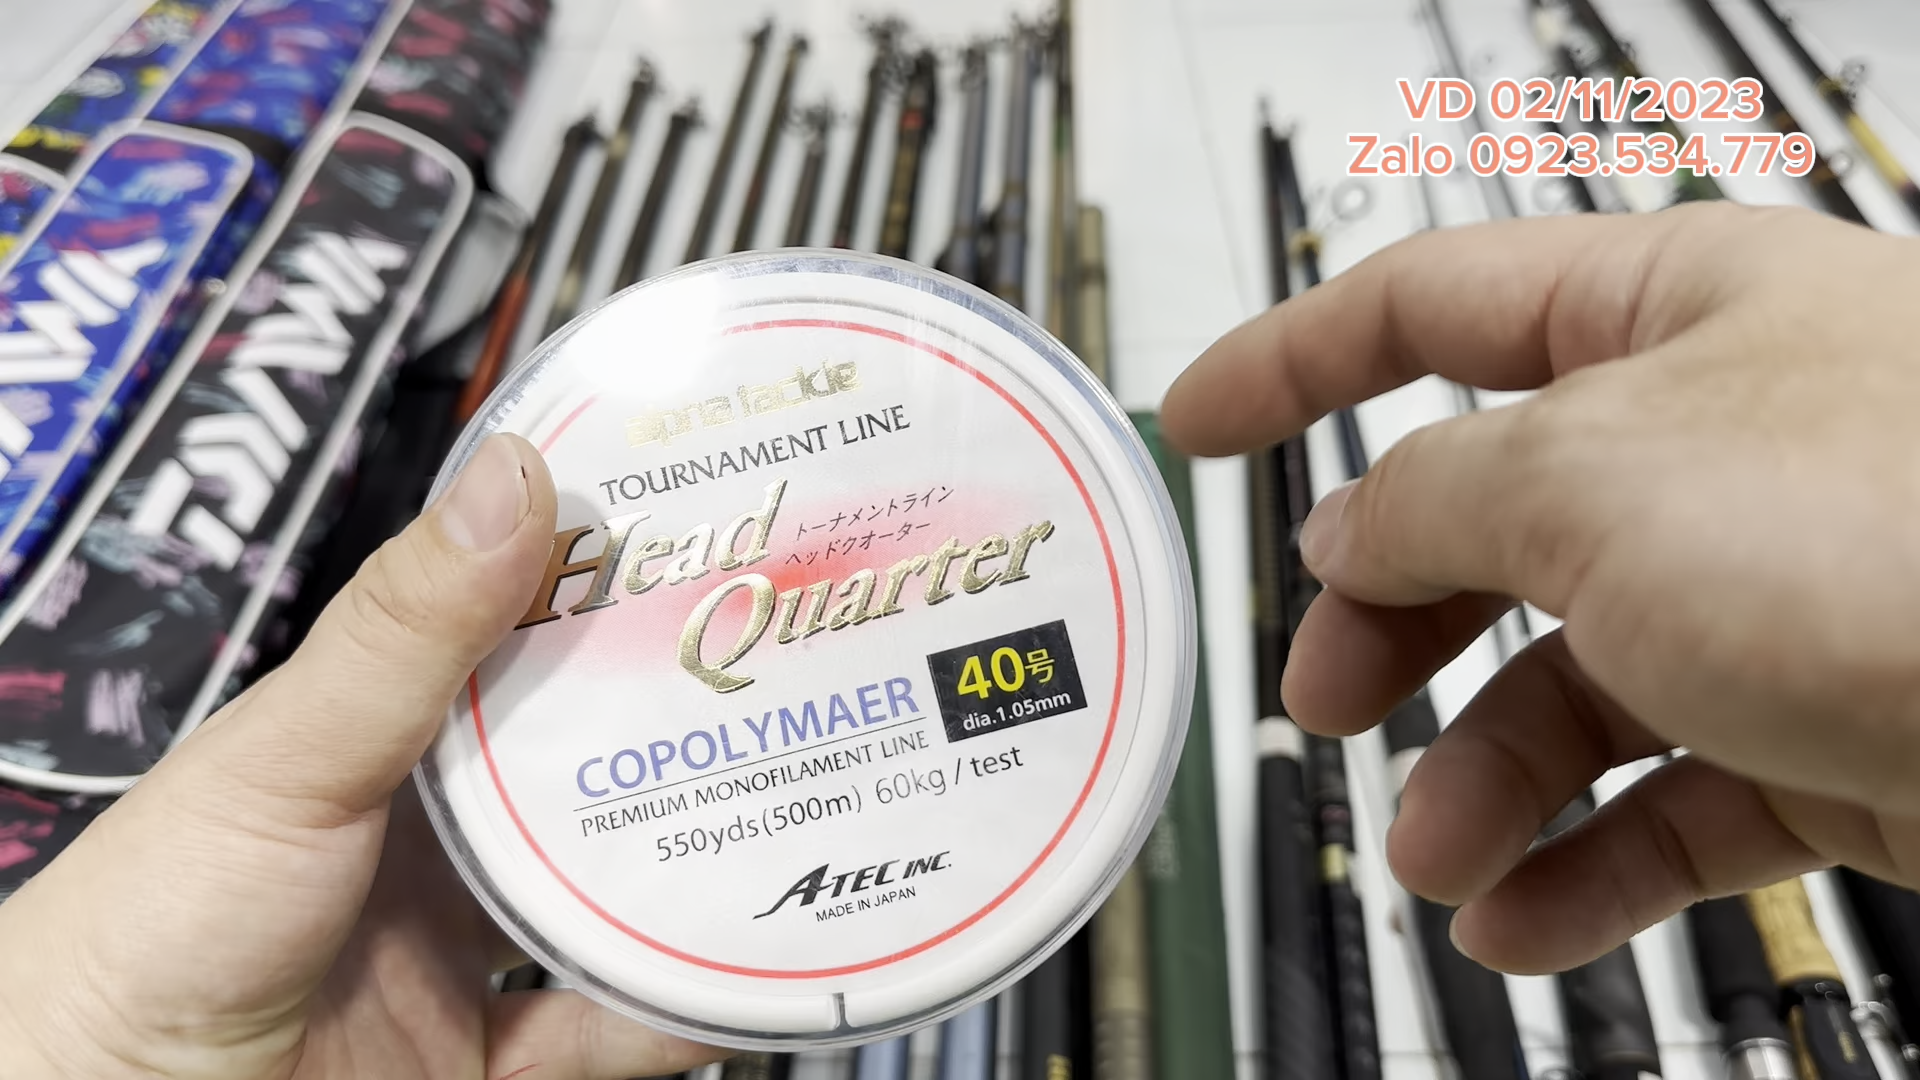 VD 02/11/2023
Zalo 0923.534.779
DAIWA
alpha tackle
TOURNAMENT LINE
Head
トーナメントライン
ヘッドクオーター
Quarter
40号
dia.1.05mm
COPOLYMAER
PREMIUM MONOFILAMENT LINE
550yds(500m) 60kg / test
A-TEC INC.
MADE IN JAPAN